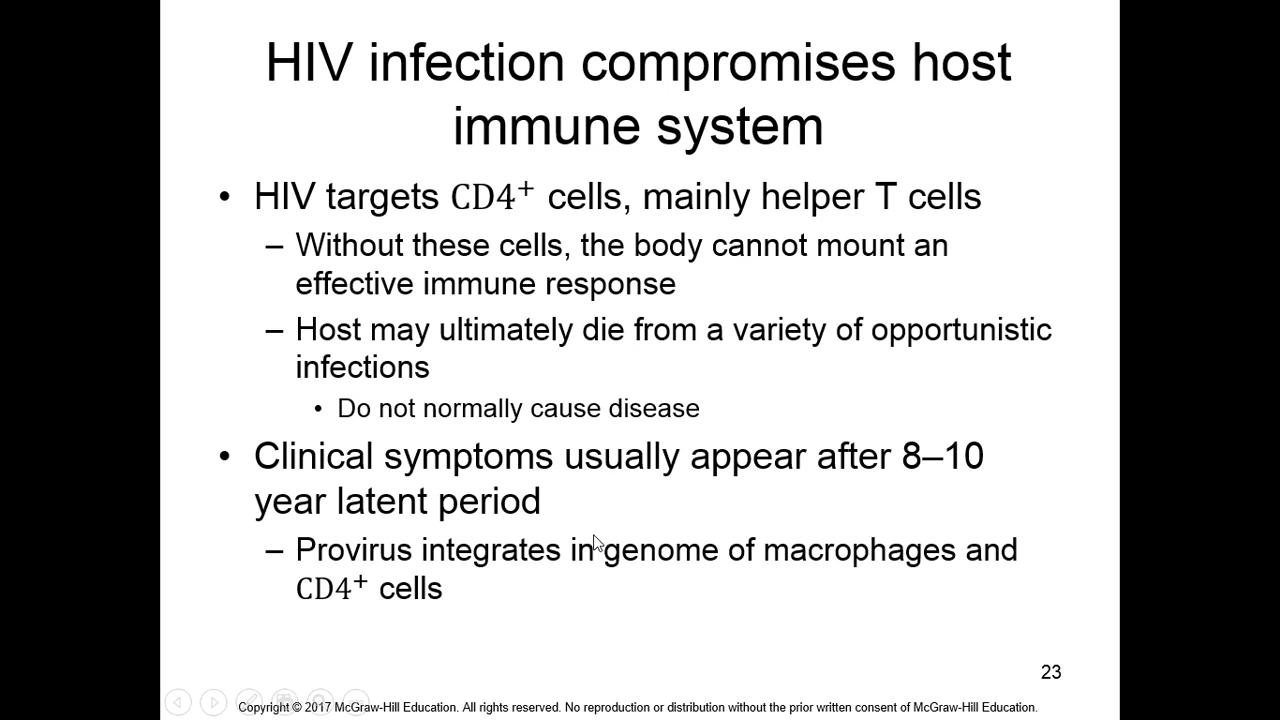 HIV infection compromises host
immune system
• HIV targets CD4⁺ cells, mainly helper T cells
– Without these cells, the body cannot mount an
effective immune response
– Host may ultimately die from a variety of opportunistic
infections
• Do not normally cause disease
• Clinical symptoms usually appear after 8–10
year latent period
– Provirus integrates in genome of macrophages and
CD4⁺ cells
23
Copyright © 2017 McGraw-Hill Education. All rights reserved. No reproduction or distribution without the prior written consent of McGraw-Hill Education.